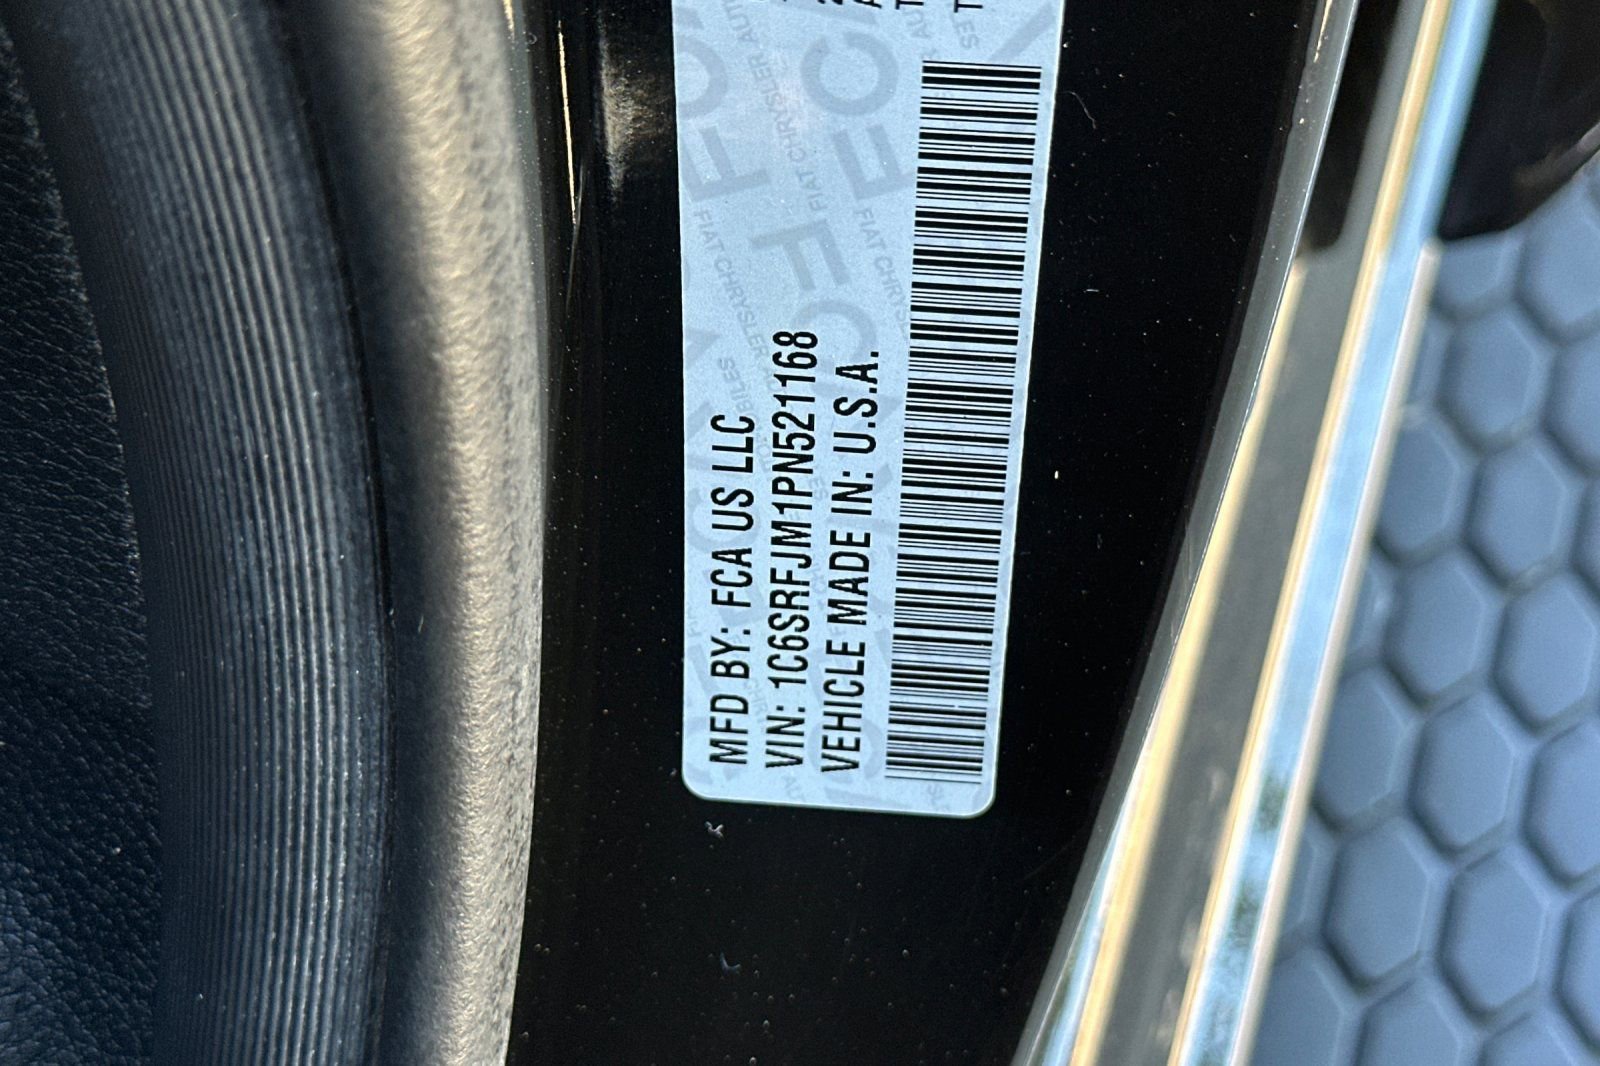 MFD BY: FCA US LLC
VIN: 1C6SRFJM1PN521168
VEHICLE MADE IN: U.S.A.